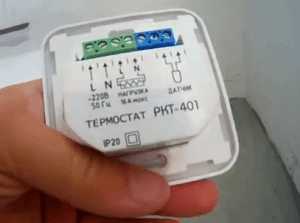 L N
L N
~220В
50 Гц
НАГРУЗКА
16 А макс
ДАТЧИК
ТЕРМОСТАТ РКТ-401
IP20